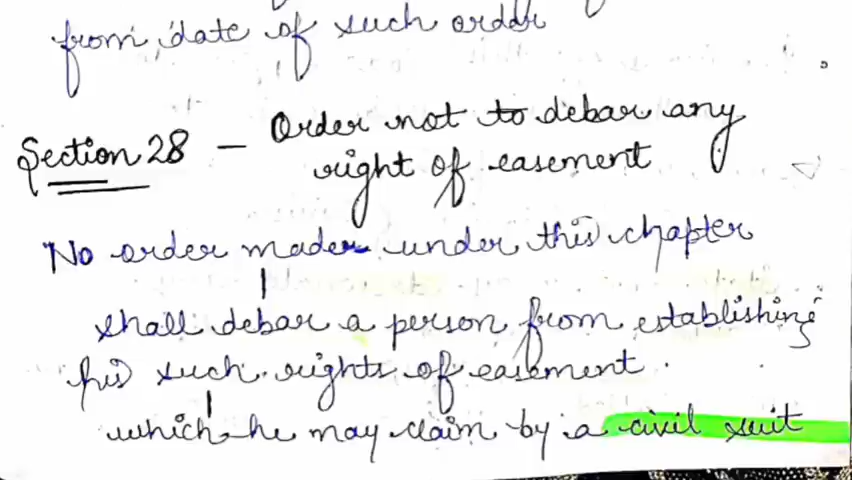 from date of such order
Section 28 - Order not to debar any
right of easement
No order made under this chapter
shall debar a person from establishing
his such rights of easement.
which he may claim by a civil suit